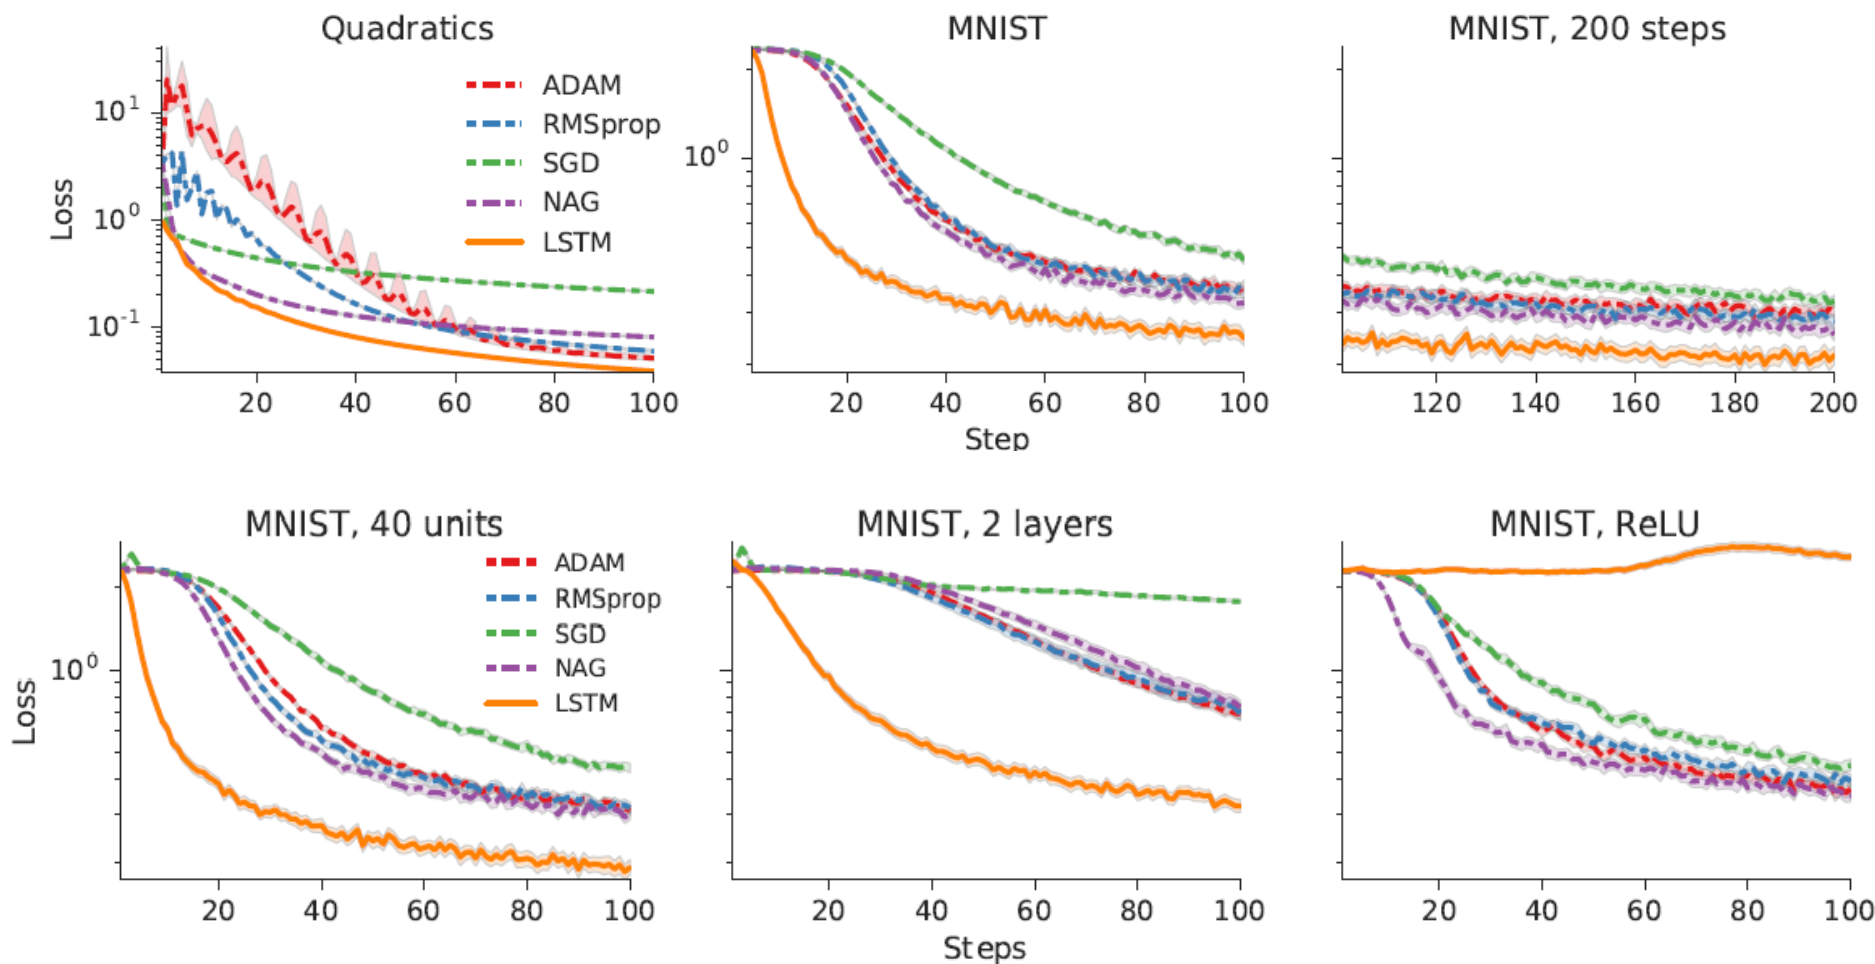 Quadratics
MNIST
MNIST, 200 steps
ADAM
RMSprop
SGD
NAG
LSTM
Loss
10^1
10^0
10^-1
20 40 60 80 100
10^0
20 40 60 80 100
120 140 160 180 200
Step
MNIST, 40 units
MNIST, 2 layers
MNIST, ReLU
ADAM
RMSprop
SGD
NAG
LSTM
Loss
10^0
20 40 60 80 100
20 40 60 80 100
20 40 60 80 100
Steps